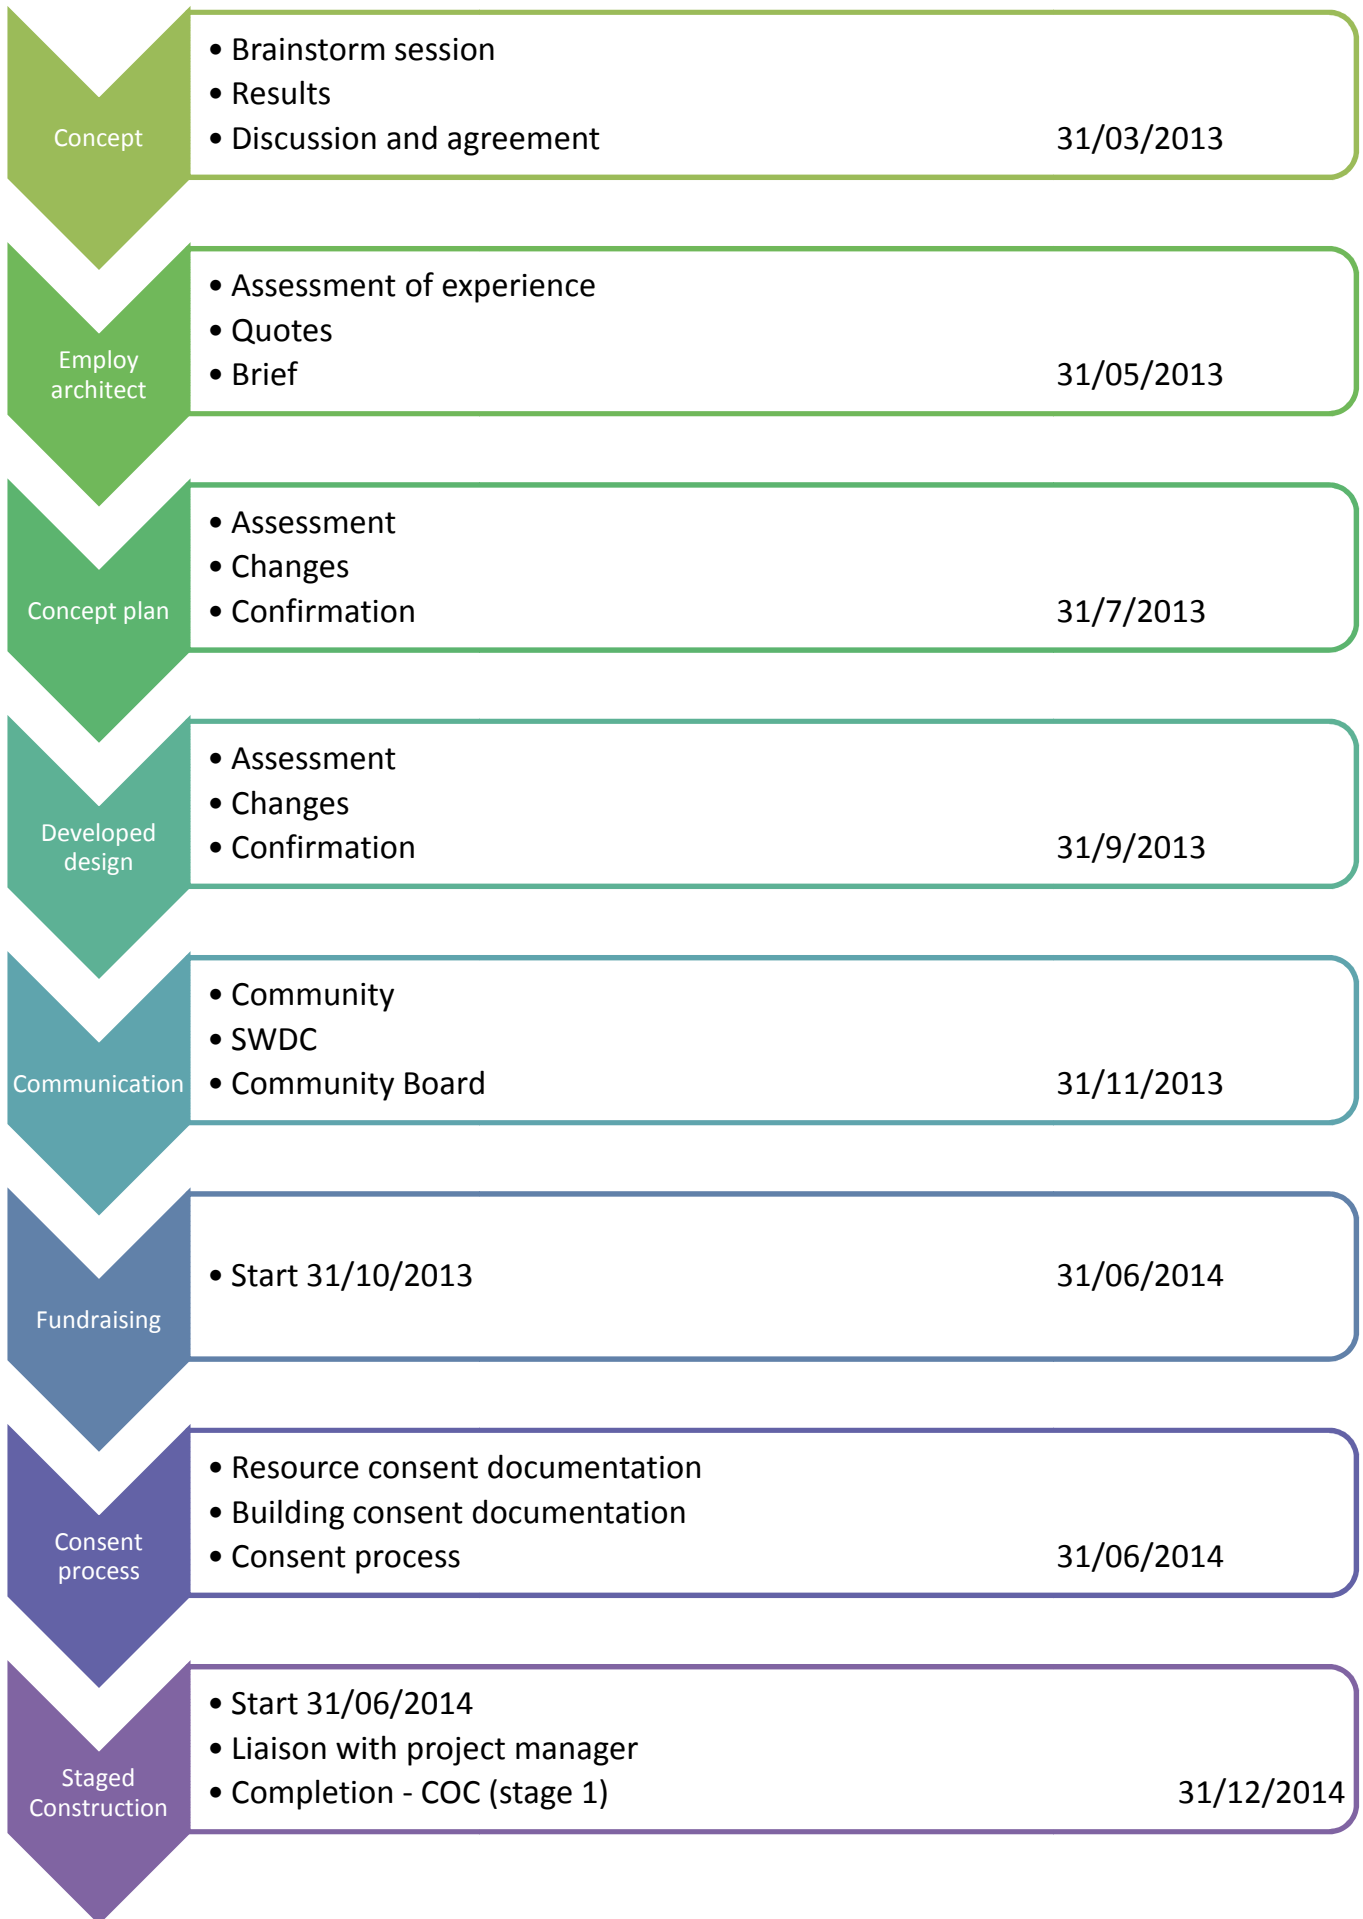 Concept
• Brainstorm session
• Results
• Discussion and agreement 31/03/2013
Employ
architect
• Assessment of experience
• Quotes
• Brief 31/05/2013
Concept plan
• Assessment
• Changes
• Confirmation 31/7/2013
Developed
design
• Assessment
• Changes
• Confirmation 31/9/2013
Communication
• Community
• SWDC
• Community Board 31/11/2013
Fundraising
• Start 31/10/2013 31/06/2014
Consent
process
• Resource consent documentation
• Building consent documentation
• Consent process 31/06/2014
Staged
Construction
• Start 31/06/2014
• Liaison with project manager
• Completion - COC (stage 1) 31/12/2014